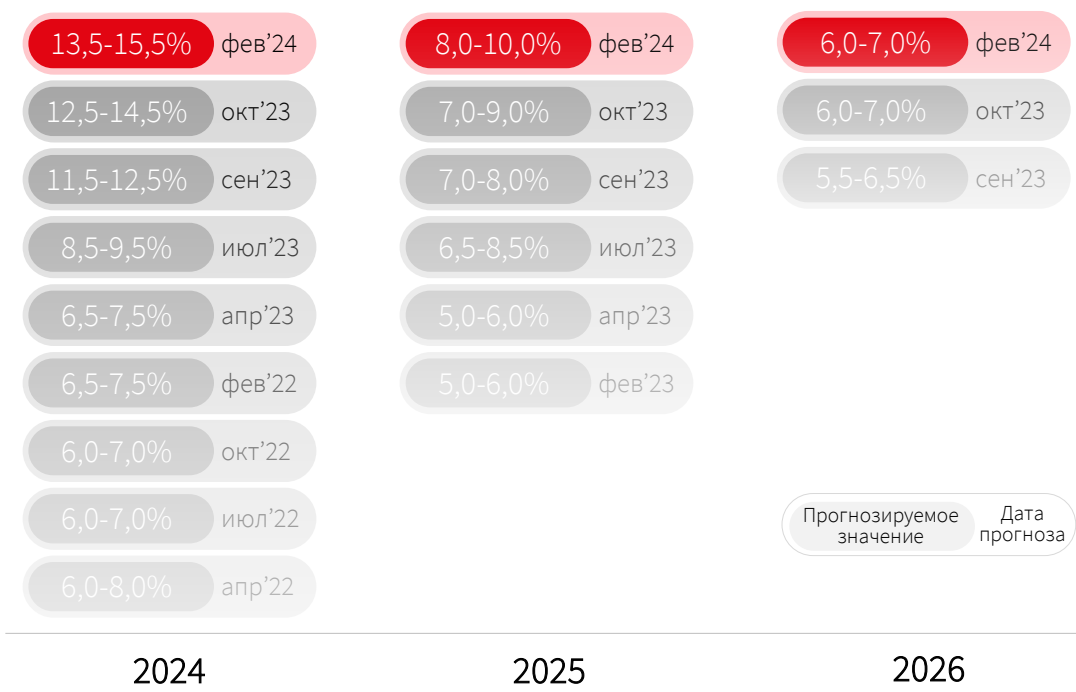 13,5-15,5% фев’24
12,5-14,5% окт’23
11,5-12,5% сен’23
8,5-9,5% июл’23
6,5-7,5% апр’23
6,5-7,5% фев’22
6,0-7,0% окт’22
6,0-7,0% июл’22
6,0-8,0% апр’22
2024
8,0-10,0% фев’24
7,0-9,0% окт’23
7,0-8,0% сен’23
6,5-8,5% июл’23
5,0-6,0% апр’23
5,0-6,0% фев’23
2025
6,0-7,0% фев’24
6,0-7,0% окт’23
5,5-6,5% сен’23
Прогнозируемое
значение
Дата
прогноза
2026